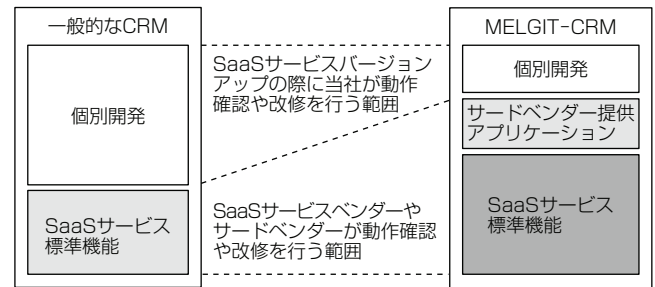 一般的なCRM
個別開発
SaaSサービス
標準機能
SaaSサービスバージョン
アップの際に当社が動作
確認や改修を行う範囲
SaaSサービスベンダーや
サードベンダーが動作確認
や改修を行う範囲
MELGIT-CRM
個別開発
サードベンダー提供
アプリケーション
SaaSサービス
標準機能